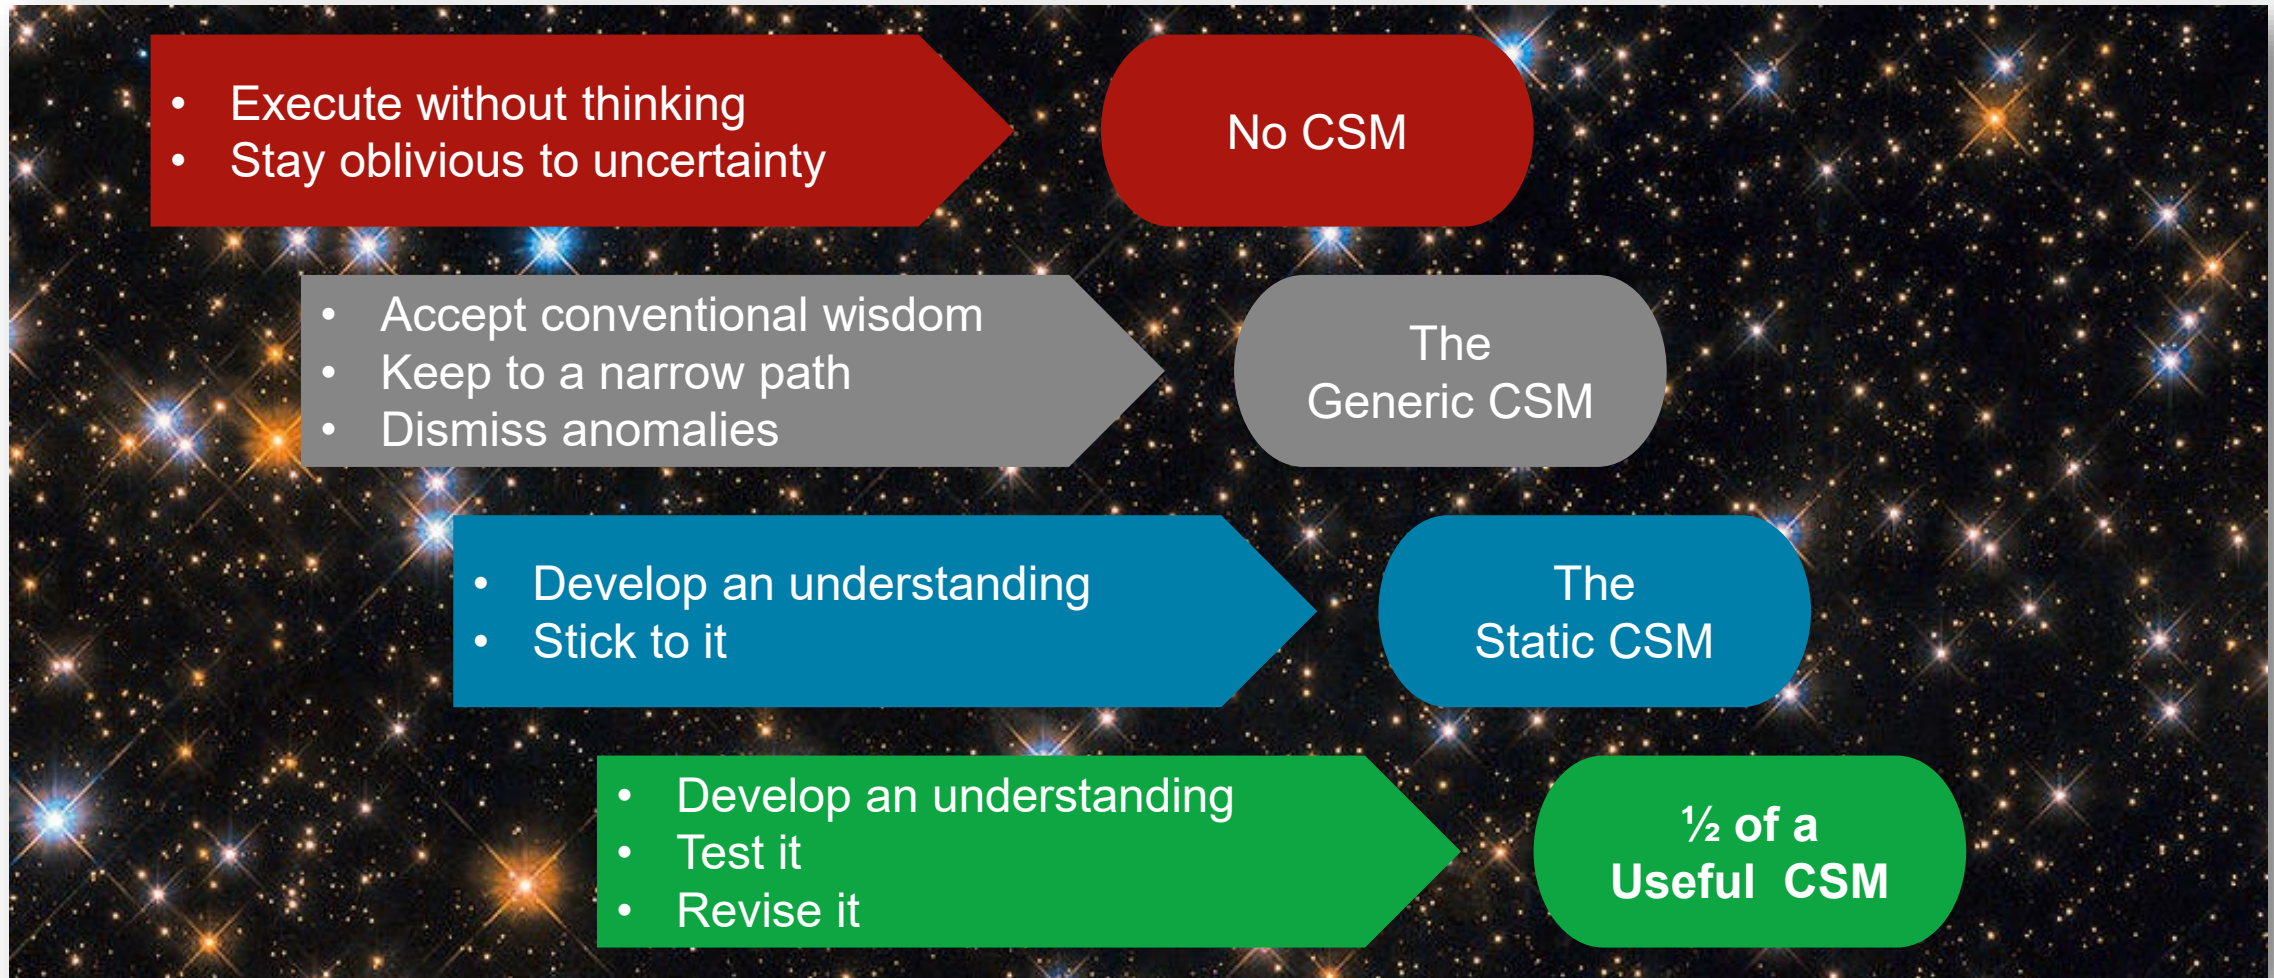 • Execute without thinking
• Stay oblivious to uncertainty
No CSM
• Accept conventional wisdom
• Keep to a narrow path
• Dismiss anomalies
The
Generic CSM
• Develop an understanding
• Stick to it
The
Static CSM
• Develop an understanding
• Test it
• Revise it
½ of a
Useful  CSM